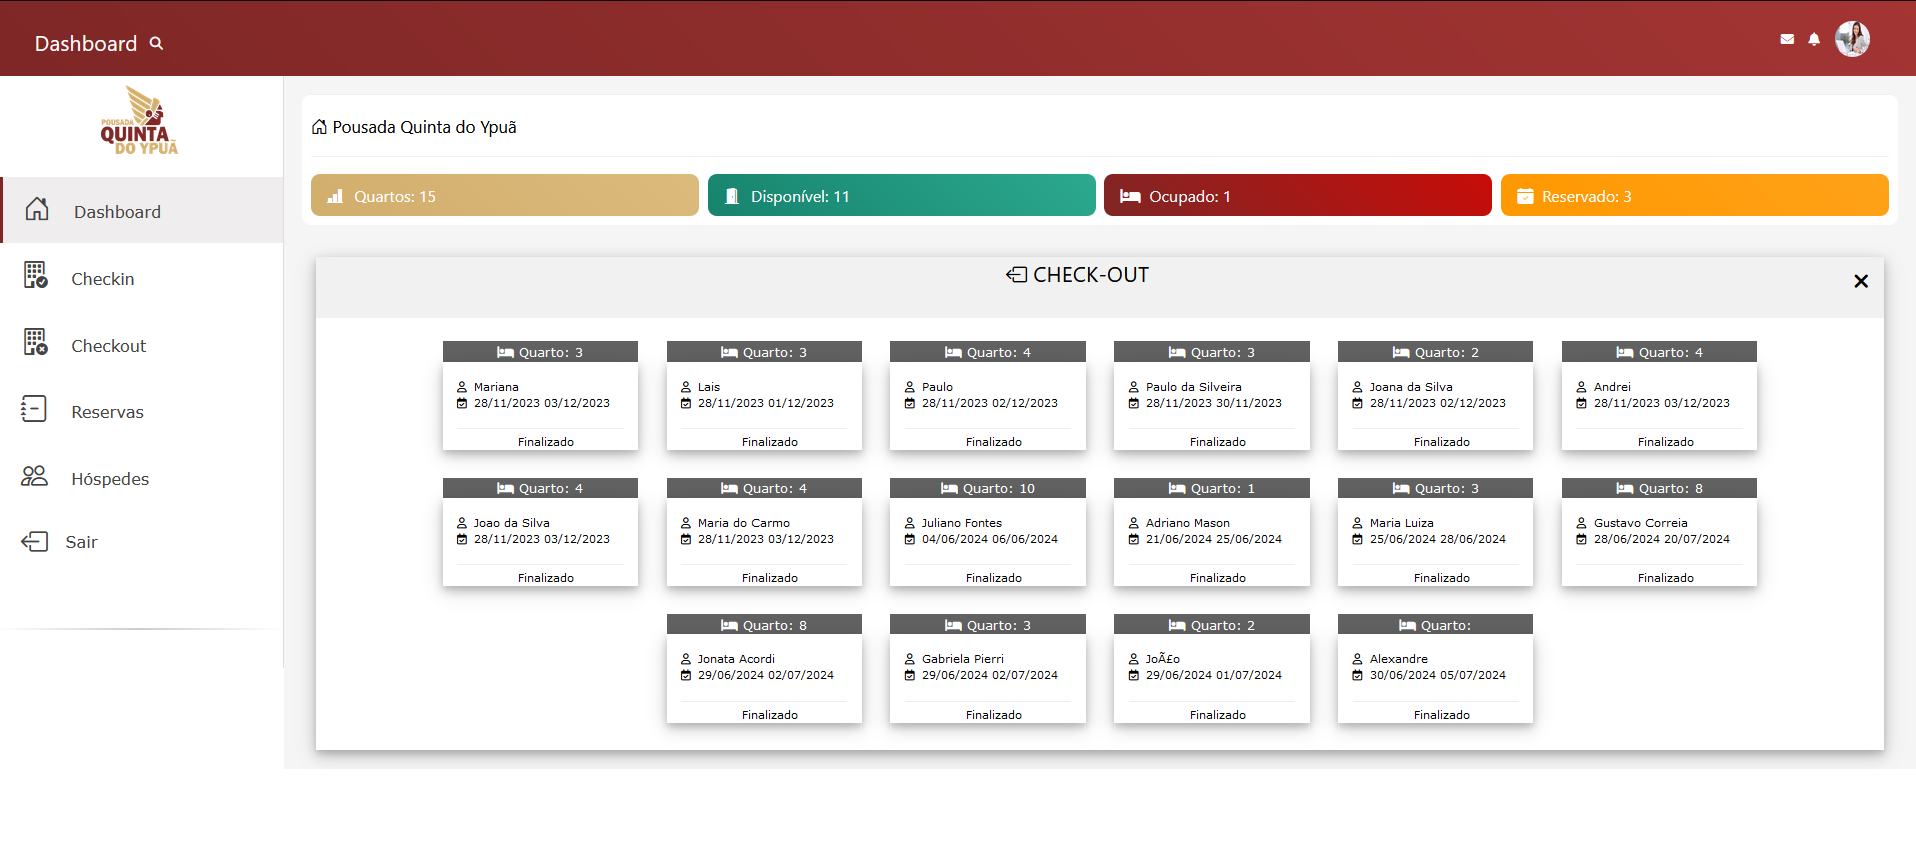 Dashboard
POUSADA
QUINTA
DO YPUÃ
Dashboard
Checkin
Checkout
Reservas
Hóspedes
Sair
Pousada Quinta do Ypuã
Quartos: 15
Disponível: 11
Ocupado: 1
Reservado: 3
CHECK-OUT
Quarto: 3
Mariana
28/11/2023 03/12/2023
Finalizado
Quarto: 3
Lais
28/11/2023 01/12/2023
Finalizado
Quarto: 4
Paulo
28/11/2023 02/12/2023
Finalizado
Quarto: 3
Paulo da Silveira
28/11/2023 30/11/2023
Finalizado
Quarto: 2
Joana da Silva
28/11/2023 02/12/2023
Finalizado
Quarto: 4
Andrei
28/11/2023 03/12/2023
Finalizado
Quarto: 4
Joao da Silva
28/11/2023 03/12/2023
Finalizado
Quarto: 4
Maria do Carmo
28/11/2023 03/12/2023
Finalizado
Quarto: 10
Juliano Fontes
04/06/2024 06/06/2024
Finalizado
Quarto: 1
Adriano Mason
21/06/2024 25/06/2024
Finalizado
Quarto: 3
Maria Luiza
25/06/2024 28/06/2024
Finalizado
Quarto: 8
Gustavo Correia
28/06/2024 20/07/2024
Finalizado
Quarto: 8
Jonata Acordi
29/06/2024 02/07/2024
Finalizado
Quarto: 3
Gabriela Pierri
29/06/2024 02/07/2024
Finalizado
Quarto: 2
JoÃ£o
29/06/2024 01/07/2024
Finalizado
Quarto:
Alexandre
30/06/2024 05/07/2024
Finalizado